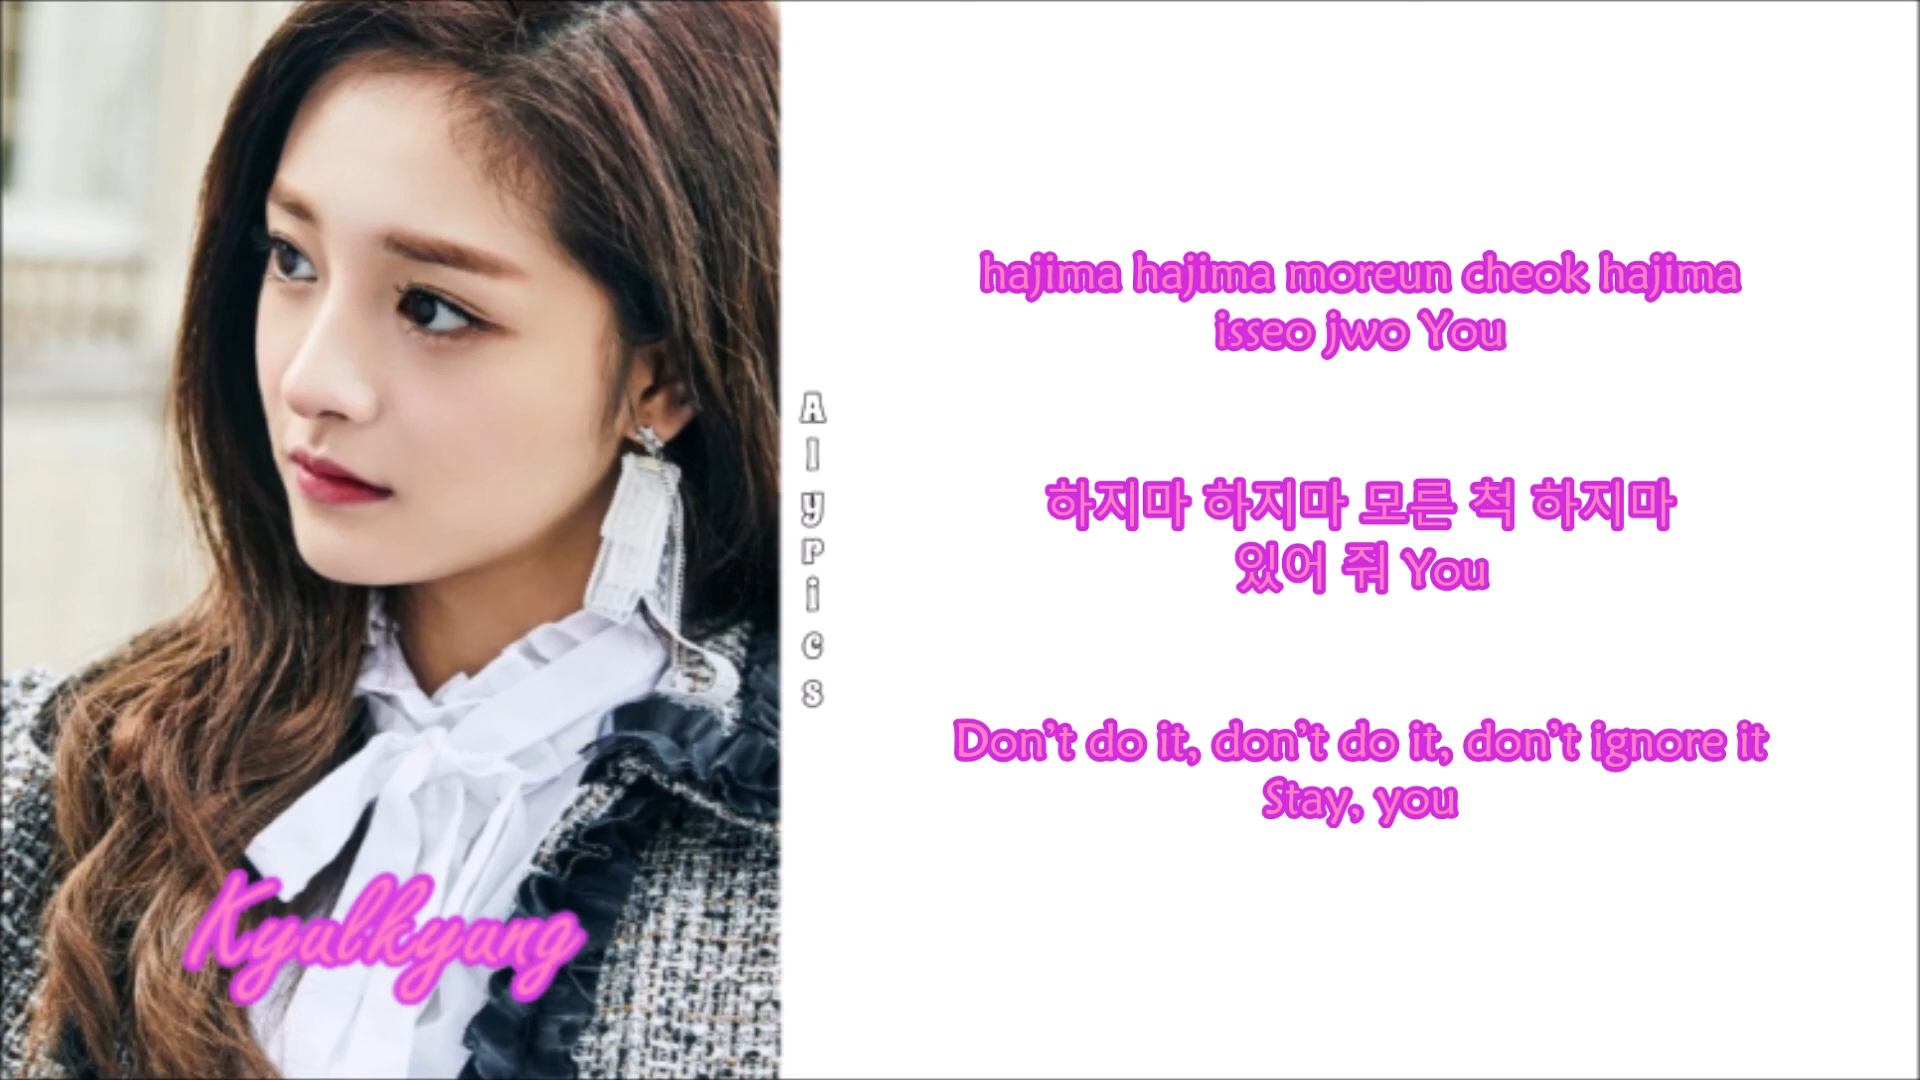 Kyulkyung
Alyrics
hajima hajima moreun cheok hajima
isseo jwo You
하지마 하지마 모른 척 하지마
있어 줘 You
Don't do it, don't do it, don't ignore it
Stay, you